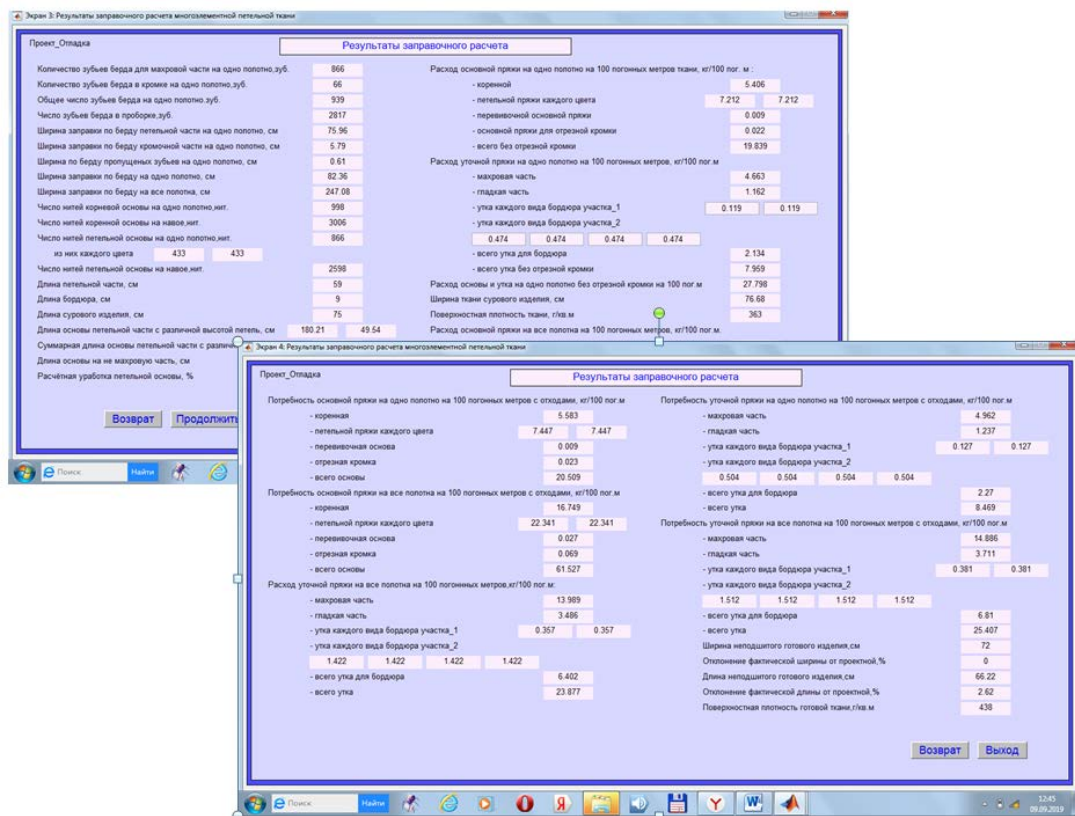 Экран 3: Результаты заправочного расчета многоэлементной петельной ткани
Проект_Отладка
Результаты заправочного расчета
Количество зубьев берда для махровой части на одно полотно,зуб. 866
Количество зубьев берда в кромке на одно полотно,зуб. 66
Общее число зубьев берда на одно полотно.зуб. 939
Число зубьев берда в проборке,зуб. 2817
Ширина заправки по берду петельной части на одно полотно, см 75.96
Ширина заправки по берду кромочной части на одно полотно, см 5.79
Ширина по берду пропущеных зубьев на одно полотно, см 0.61
Ширина заправки по берду на одно полотно, см 82.36
Ширина заправки по берду на все полотна, см 247.08
Число нитей корневой основы на одно полотно,нит. 998
Число нитей коренной основы на навое,нит. 3006
Число нитей петельной основы на одно полотно,нит. 866
из них каждого цвета 433 433
Число нитей петельной основы на навое,нит. 2598
Длина петельной части, см 59
Длина бордюра, см 9
Длина сурового изделия, см 75
Длина основы петельной части с различной высотой петель, см 180.21 49.54
Суммарная длина основы петельной части с различ
Длина основы на не махровую часть, см
Расчётная уработка петельной основы, %
Возврат Продолжить
Расход основной пряжи на одно полотно на 100 погонных метров ткани, кг/100 пог. м :
- коренной 5.406
- петельной пряжи каждого цвета 7.212 7.212
- перевивочной основной пряжи 0.009
- основной пряжи для отрезной кромки 0.022
- всего без отрезной кромки 19.839
Расход уточной пряжи на одно полотно на 100 погонных метров, кг/100 пог.м
- махровая часть 4.663
- гладкая часть 1.162
- утка каждого вида бордюра участка_1 0.119 0.119
- утка каждого вида бордюра участка_2
0.474 0.474 0.474 0.474
- всего утка для бордюра 2.134
- всего утка без отрезной кромки 7.959
Расход основы и утка на одно полотно без отрезной кромки на 100 пог.м 27.798
Ширина ткани сурового изделия, см 76.68
Поверхностная плотность ткани, г/кв.м 363
Расход основной пряжи на все полотна на 100 погонных метров, кг/100 пог.м.
Поиск Найти
Экран 4: Результаты заправочного расчета многоэлементной петельной ткани
Проект_Отладка
Результаты заправочного расчета
Потребность основной пряжи на одно полотно на 100 погонных метров с отходами, кг/100 пог.м
- коренная 5.583
- петельной пряжи каждого цвета 7.447 7.447
- перевивочная основа 0.009
- отрезная кромка 0.023
- всего основы 20.509
Потребность основной пряжи на все полотна на 100 погонных метров с отходами, кг/100 пог.м
- коренная 16.749
- петельной пряжи каждого цвета 22.341 22.341
- перевивочная основа 0.027
- отрезная кромка 0.069
- всего основы 61.527
Расход уточной пряжи на все полотна на 100 погоннных метров,кг/100 пог.м:
- махровая часть 13.989
- гладкая часть 3.486
- утка каждого вида бордюра участка_1 0.357 0.357
- утка каждого вида бордюра участка_2
1.422 1.422 1.422 1.422
- всего утка для бордюра 6.402
- всего утка 23.877
Потребность уточной пряжи на одно полотно на 100 погонных метров с отходами, кг/100 пог.м
- махровая часть 4.962
- гладкая часть 1.237
- утка каждого вида бордюра участка_1 0.127 0.127
- утка каждого вида бордюра участка_2
0.504 0.504 0.504 0.504
- всего утка для бордюра 2.27
- всего утка 8.469
Потребность уточной пряжи на все полотна на 100 погонных метров с отходами, кг/100 пог.м
- махровая часть 14.886
- гладкая часть 3.711
- утка каждого вида бордюра участка_1 0.381 0.381
- утка каждого вида бордюра участка_2
1.512 1.512 1.512 1.512
- всего утка для бордюра 6.81
- всего утка 25.407
Ширина неподшитого готового изделия,см 72
Отклонение фактической ширины от проектной,% 0
Длина неподшитого готового изделия,см 66.22
Отклонение фактической длины от проектной,% 2.62
Поверхностная плотность готовой ткани,г/кв.м 438
Возврат Выход
Поиск Найти
12:45
09.09.2019